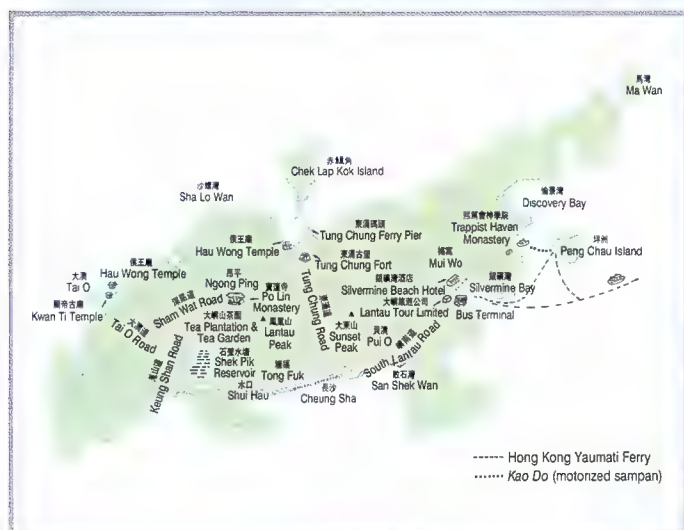 馬灣
Ma Wan
赤鱲角
Chek Lap Kok Island
沙螺灣
Sha Lo Wan
愉景灣
Discovery Bay
熙篤會神學院
Trappist Haven
Monastery
坪洲
Peng Chau Island
東涌碼頭
Tung Chung Ferry Pier
侯王廟
Hau Wong Temple
東涌古堡
Tung Chung Fort
梅窩
Mui Wo
侯王廟
Hau Wong Temple
大澳
Tai O
昂平
Ngong Ping
寶蓮寺
Po Lin
Monastery
銀礦灣酒店
Silvermine Beach Hotel
銀礦灣
Silvermine Bay
關帝古廟
Kwan Ti Temple
Sham Wat Road
東涌道
Tung Chung Road
大嶼旅遊公司
Lantau Tour Limited
Bus Terminal
大澳道
Tai O Road
大嶼山茶園
Tea Plantation &
Tea Garden
鳳凰山
Lantau
Peak
大東山
Sunset
Peak
貝澳
Pui O
嶼南道
South Lantau Road
Keung Shan Road
石壁水塘
Shek Pik
Reservoir
塘福
Tong Fuk
水口
Shui Hau
長沙
Cheung Sha
散石灣
San Shek Wan
Hong Kong Yaumati Ferry
Kao Do (motorized sampan)